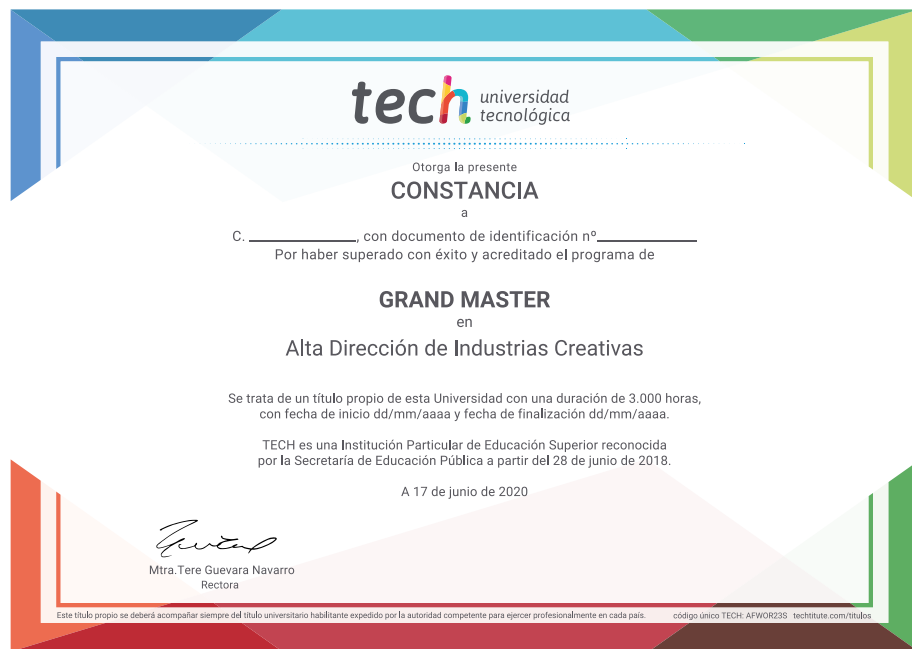 tech universidad
tecnológica
Otorga la presente
CONSTANCIA
a
C. ____________, con documento de identificación nº____________
Por haber superado con éxito y acreditado el programa de
GRAND MASTER
en
Alta Dirección de Industrias Creativas
Se trata de un título propio de esta Universidad con una duración de 3.000 horas,
con fecha de inicio dd/mm/aaaa y fecha de finalización dd/mm/aaaa.
TECH es una Institución Particular de Educación Superior reconocida
por la Secretaría de Educación Pública a partir del 28 de junio de 2018.
A 17 de junio de 2020
Mtra.Tere Guevara Navarro
Rectora
Este título propio se deberá acompañar siempre del título universitario habilitante expedido por la autoridad competente para ejercer profesionalmente en cada país. código único TECH: AFWOR23S techtitute.com/titulos